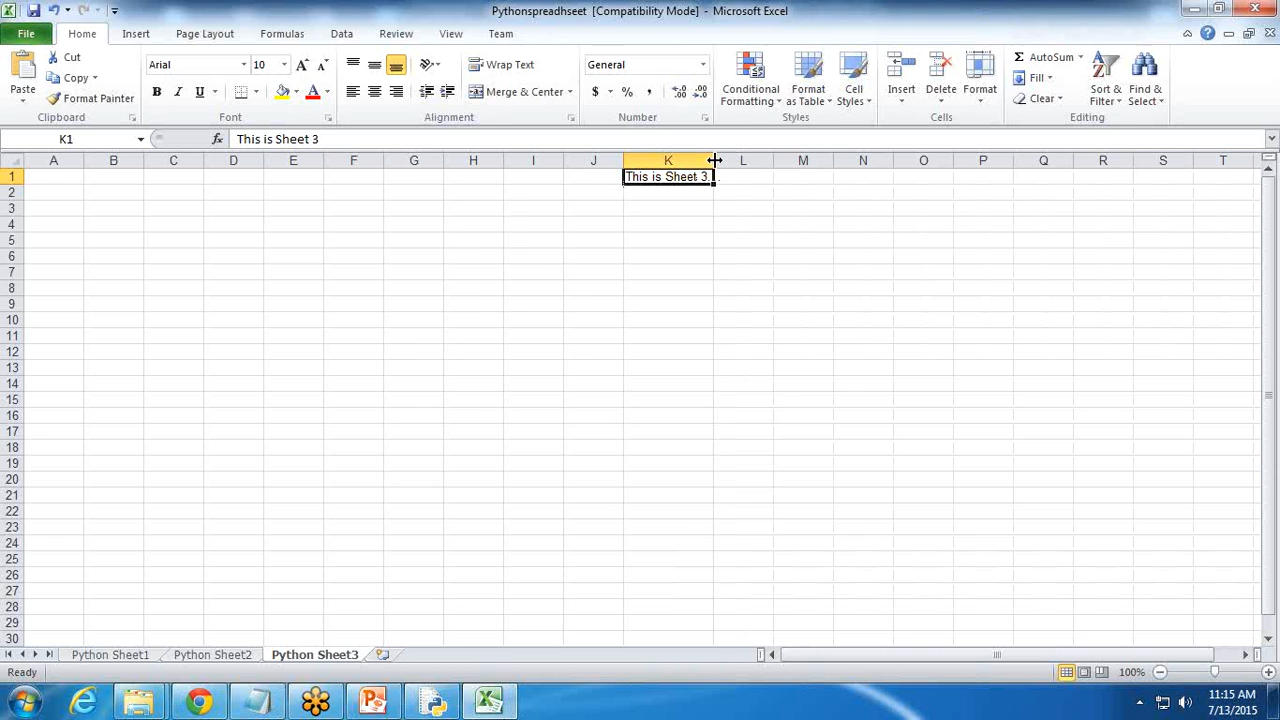 Pythonspreadhseet [Compatibility Mode] - Microsoft Excel
File Home Insert Page Layout Formulas Data Review View Team
Paste
Cut
Copy
Format Painter
Clipboard
Arial 10
B I U
Font
Wrap Text
Merge & Center
Alignment
General
$ % ,
Number
Conditional Formatting
Format as Table
Cell Styles
Styles
Insert
Delete
Format
Cells
AutoSum
Fill
Clear
Sort & Filter
Find & Select
Editing
K1 fx This is Sheet 3
A B C D E F G H I J K L M N O P Q R S T
1 This is Sheet 3
2
3
4
5
6
7
8
9
10
11
12
13
14
15
16
17
18
19
20
21
22
23
24
25
26
27
28
29
30
Python Sheet1 Python Sheet2 Python Sheet3
Ready 100%
11:15 AM
7/13/2015